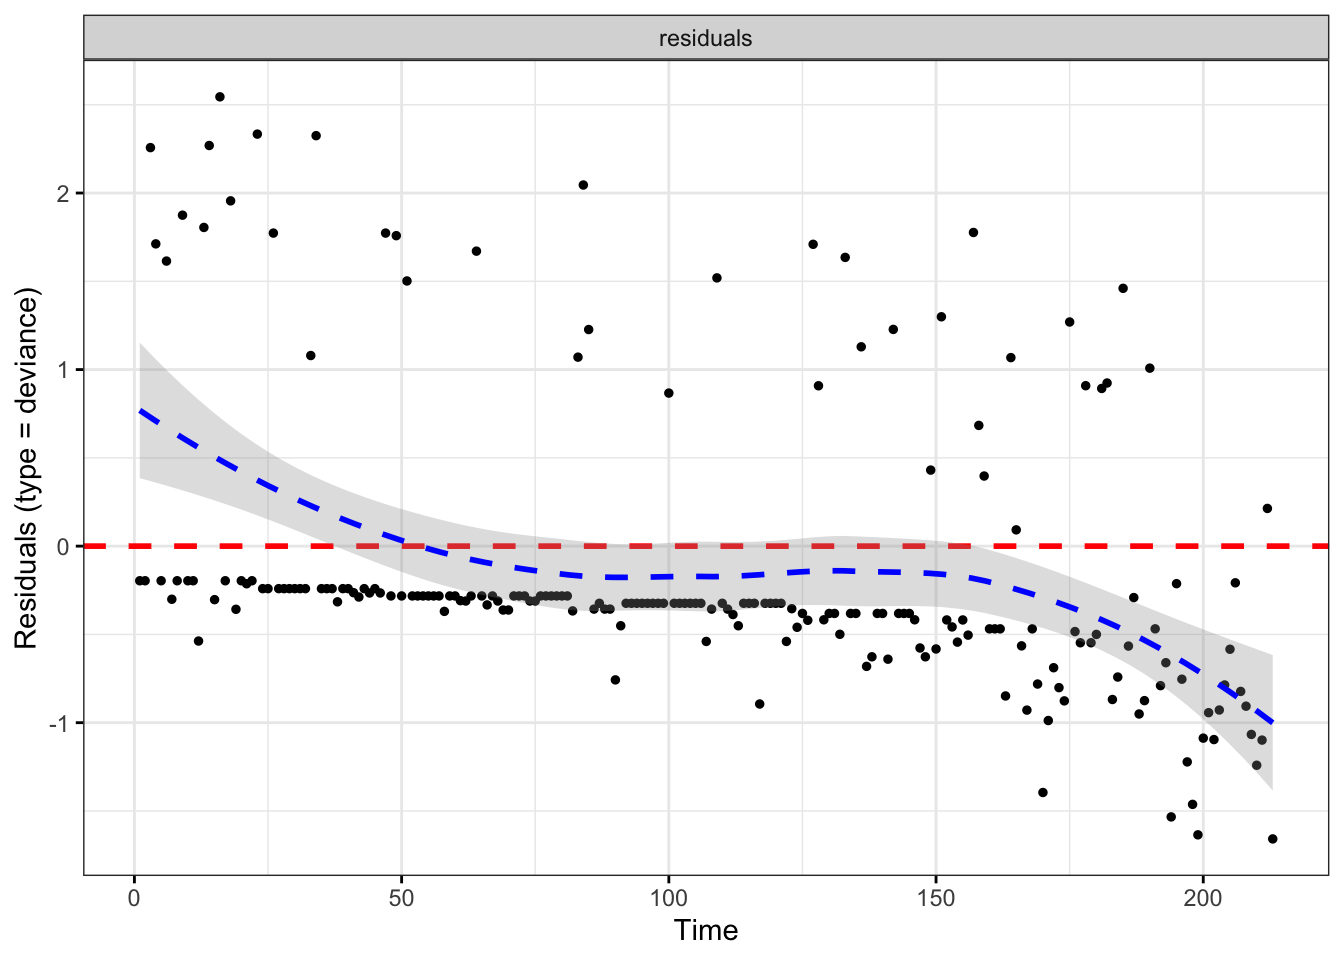 residuals
Residuals (type = deviance)
2
1
0
-1
0 50 100 150 200
Time